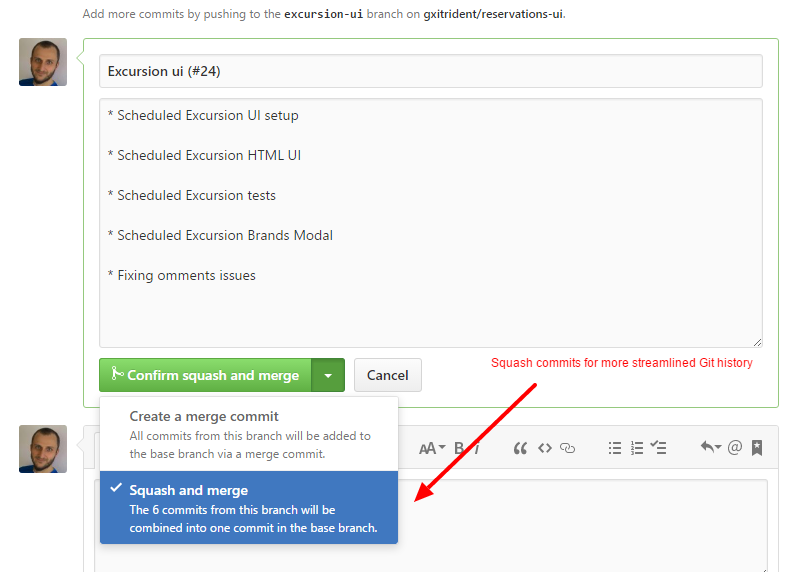 Add more commits by pushing to the excursion-ui branch on gxitrident/reservations-ui.
Excursion ui (#24)
* Scheduled Excursion UI setup
* Scheduled Excursion HTML UI
* Scheduled Excursion tests
* Scheduled Excursion Brands Modal
* Fixing omments issues
Confirm squash and merge
Cancel
Squash commits for more streamlined Git history
Create a merge commit
All commits from this branch will be added to
the base branch via a merge commit.
AA B i
Squash and merge
The 6 commits from this branch will be
combined into one commit in the base branch.